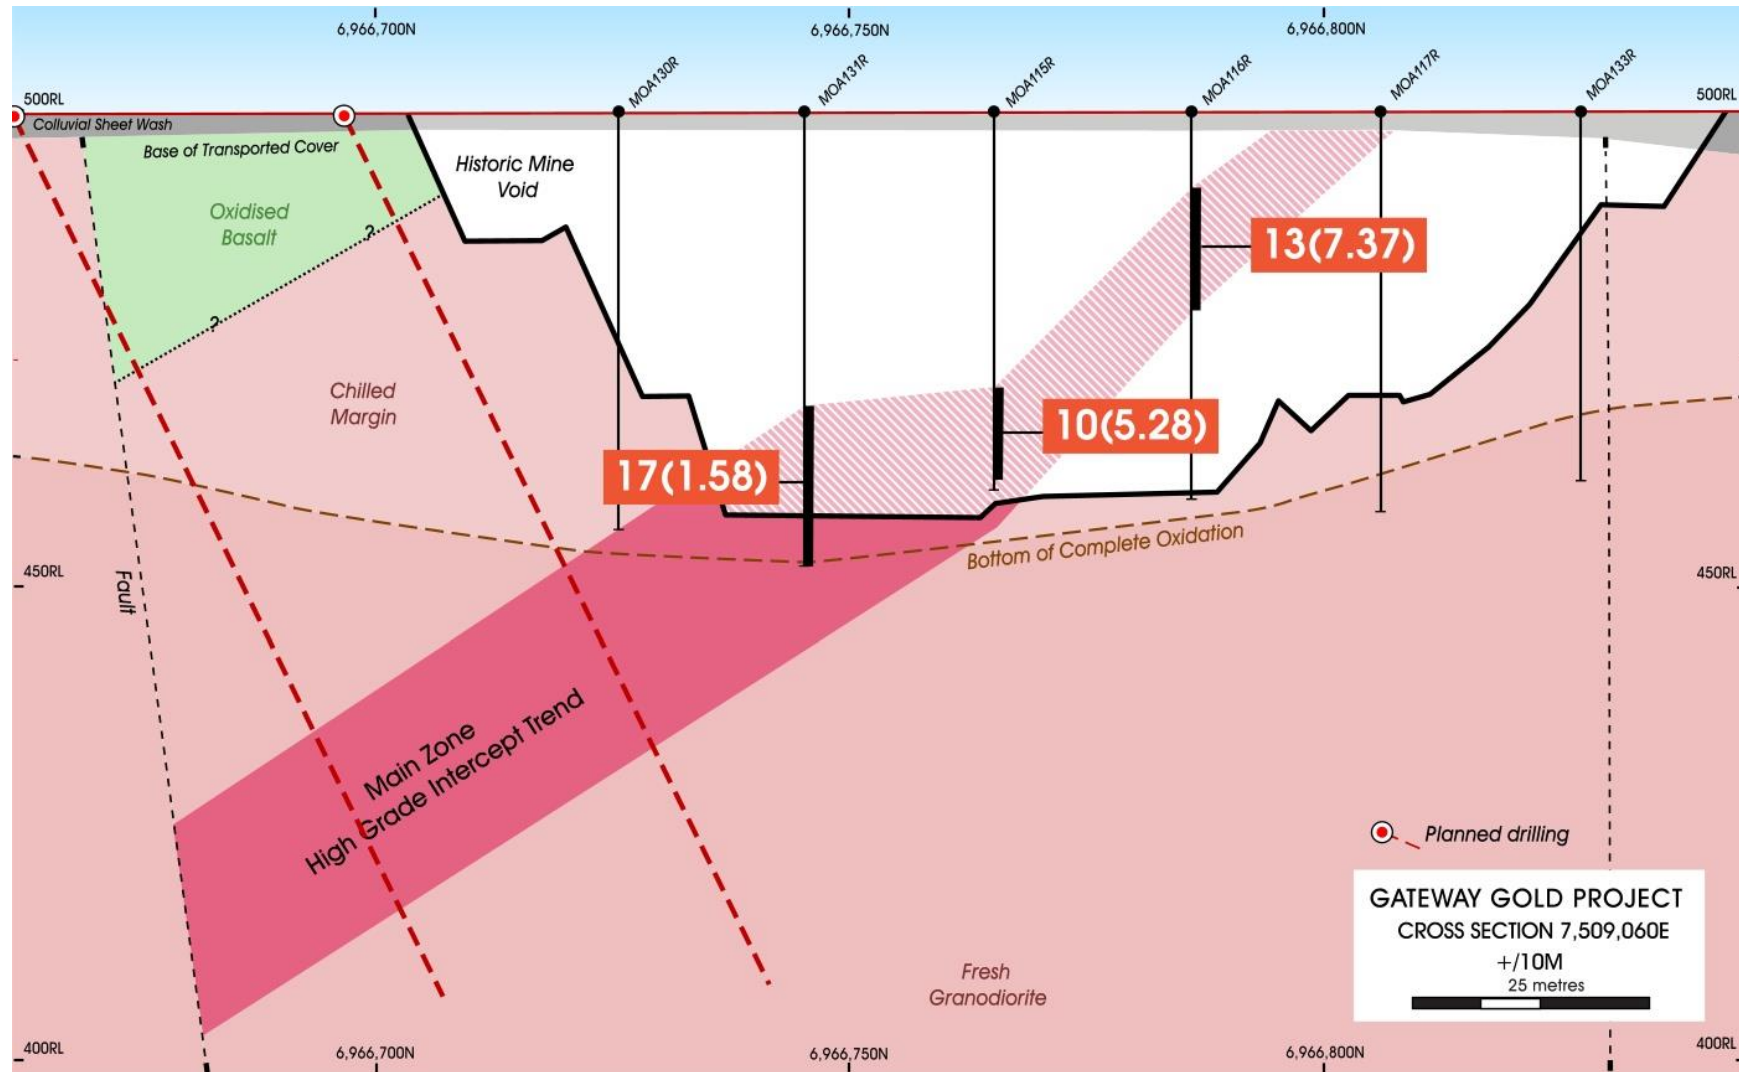 6,966,700N
6,966,750N
6,966,800N
MOA130R
MOA131R
MOA115R
MOA116R
MOA117R
MOA133R
500RL
500RL
Colluvial Sheet Wash
Base of Transported Cover
Historic Mine
Void
Oxidised
Basalt
?
?
13(7.37)
Chilled
Margin
10(5.28)
17(1.58)
Bottom of Complete Oxidation
450RL
450RL
Fault
Main Zone
High Grade Intercept Trend
Planned drilling
GATEWAY GOLD PROJECT
CROSS SECTION 7,509,060E
+/10M
25 metres
Fresh
Granodiorite
400RL
400RL
6,966,700N
6,966,750N
6,966,800N